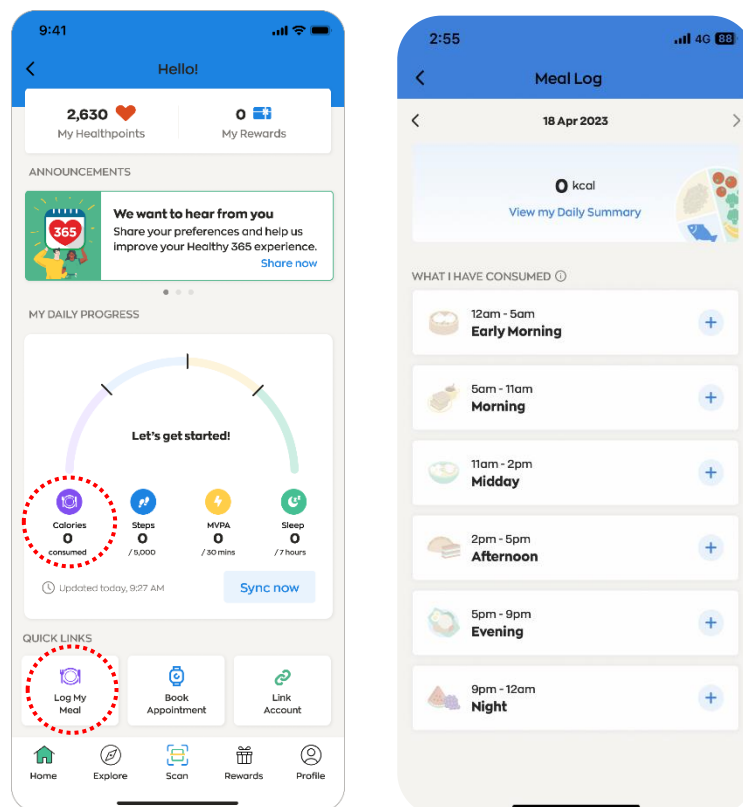 9:41
Hello!
2,630
My Healthpoints
0
My Rewards
ANNOUNCEMENTS
365
We want to hear from you
Share your preferences and help us
improve your Healthy 365 experience.
Share now
MY DAILY PROGRESS
Let's get started!
Calories
0
consumed
Steps
0
/ 5,000
MVPA
0
/ 30 mins
Sleep
0
/ 7 hours
Updated today, 9:27 AM
Sync now
QUICK LINKS
Log My
Meal
Book
Appointment
Link
Account
Home
Explore
Scan
Rewards
Profile
2:55
4G 88
Meal Log
18 Apr 2023
0 kcal
View my Daily Summary
WHAT I HAVE CONSUMED
12am - 5am
Early Morning
5am - 11am
Morning
11am - 2pm
Midday
2pm - 5pm
Afternoon
5pm - 9pm
Evening
9pm - 12am
Night